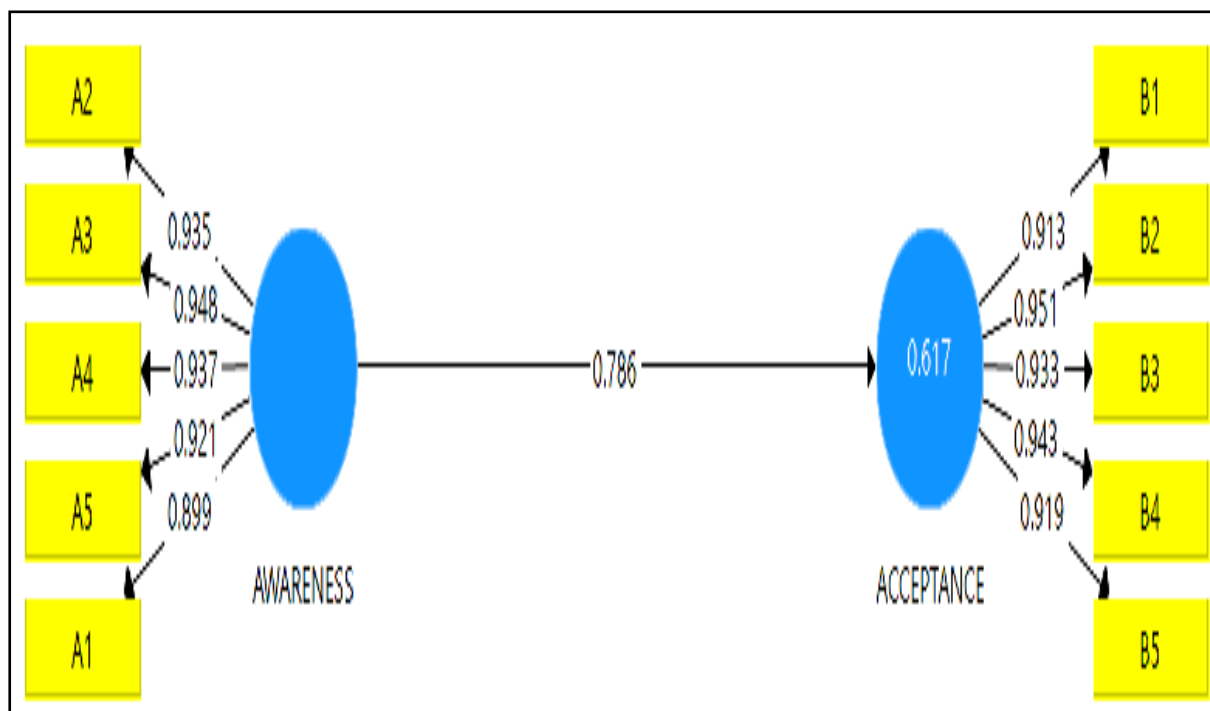 A2
A3
A4
A5
A1
0.935
0.948
0.937
0.921
0.899
AWARENESS
0.786
0.617
ACCEPTANCE
0.913
0.951
0.933
0.943
0.919
B1
B2
B3
B4
B5